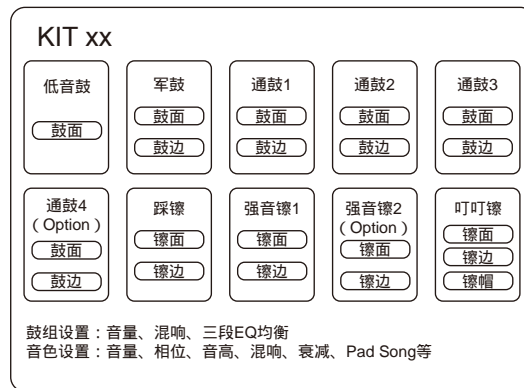 KIT xx
低音鼓
鼓面
军鼓
鼓面
鼓边
通鼓1
鼓面
鼓边
通鼓2
鼓面
鼓边
通鼓3
鼓面
鼓边
通鼓4
（Option）
鼓面
鼓边
踩镲
镲面
镲边
强音镲1
镲面
镲边
强音镲2
（Option）
镲面
镲边
叮叮镲
镲面
镲边
镲帽
鼓组设置：音量、混响、三段EQ均衡
音色设置：音量、相位、音高、混响、衰减、Pad Song等